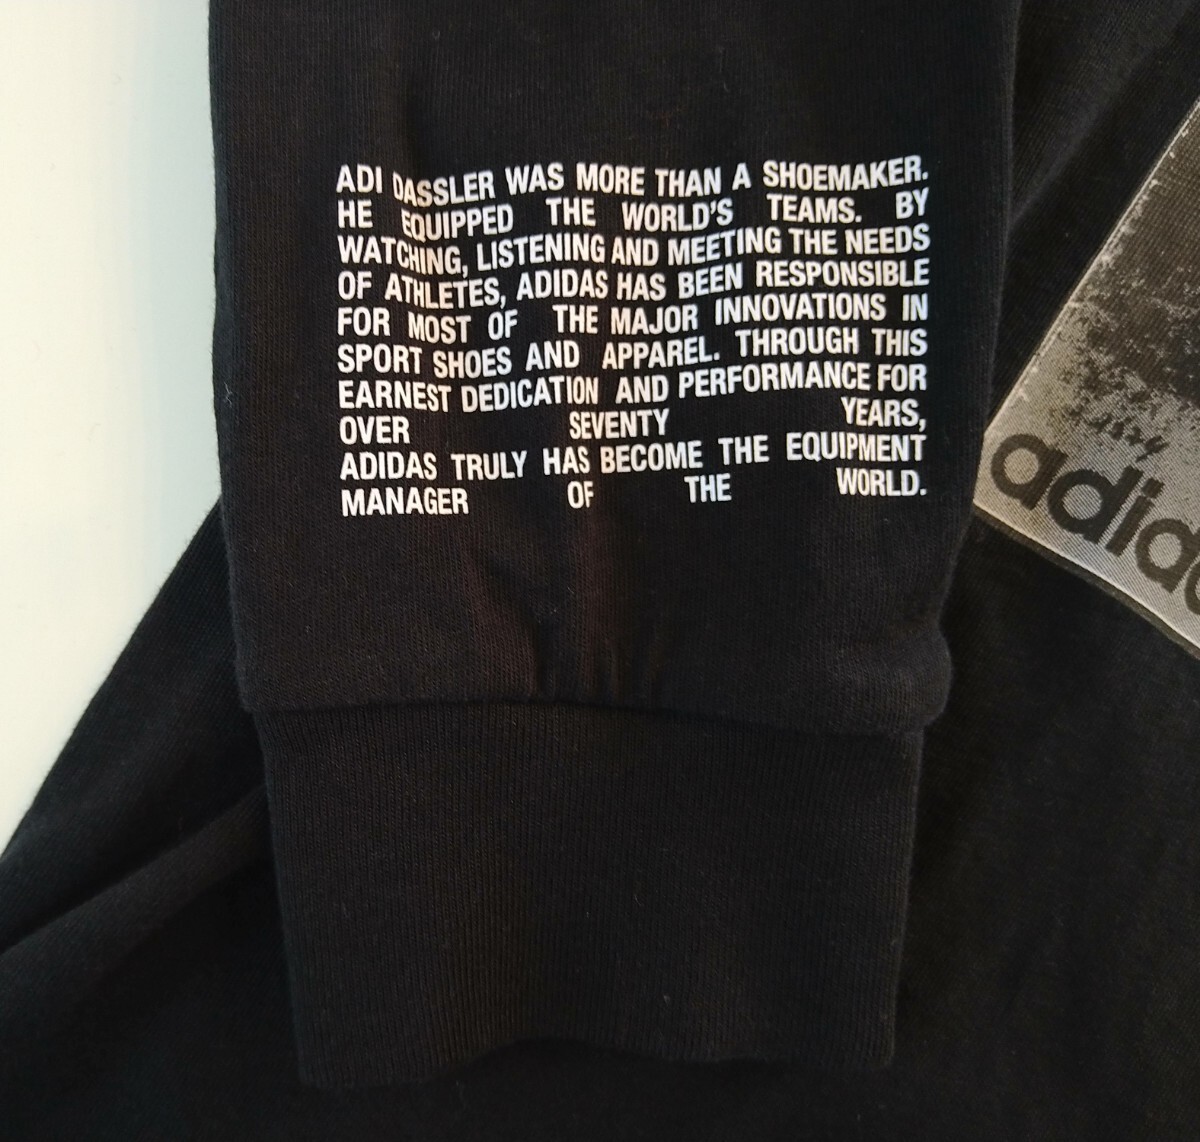 ADI DASSLER WAS MORE THAN A SHOEMAKER.
HE EQUIPPED THE WORLD'S TEAMS. BY
WATCHING, LISTENING AND MEETING THE NEEDS
OF ATHLETES, ADIDAS HAS BEEN RESPONSIBLE
FOR MOST OF THE MAJOR INNOVATIONS IN
SPORT SHOES AND APPAREL. THROUGH THIS
EARNEST DEDICATION AND PERFORMANCE FOR
OVER SEVENTY YEARS,
ADIDAS TRULY HAS BECOME THE EQUIPMENT
MANAGER OF THE WORLD.